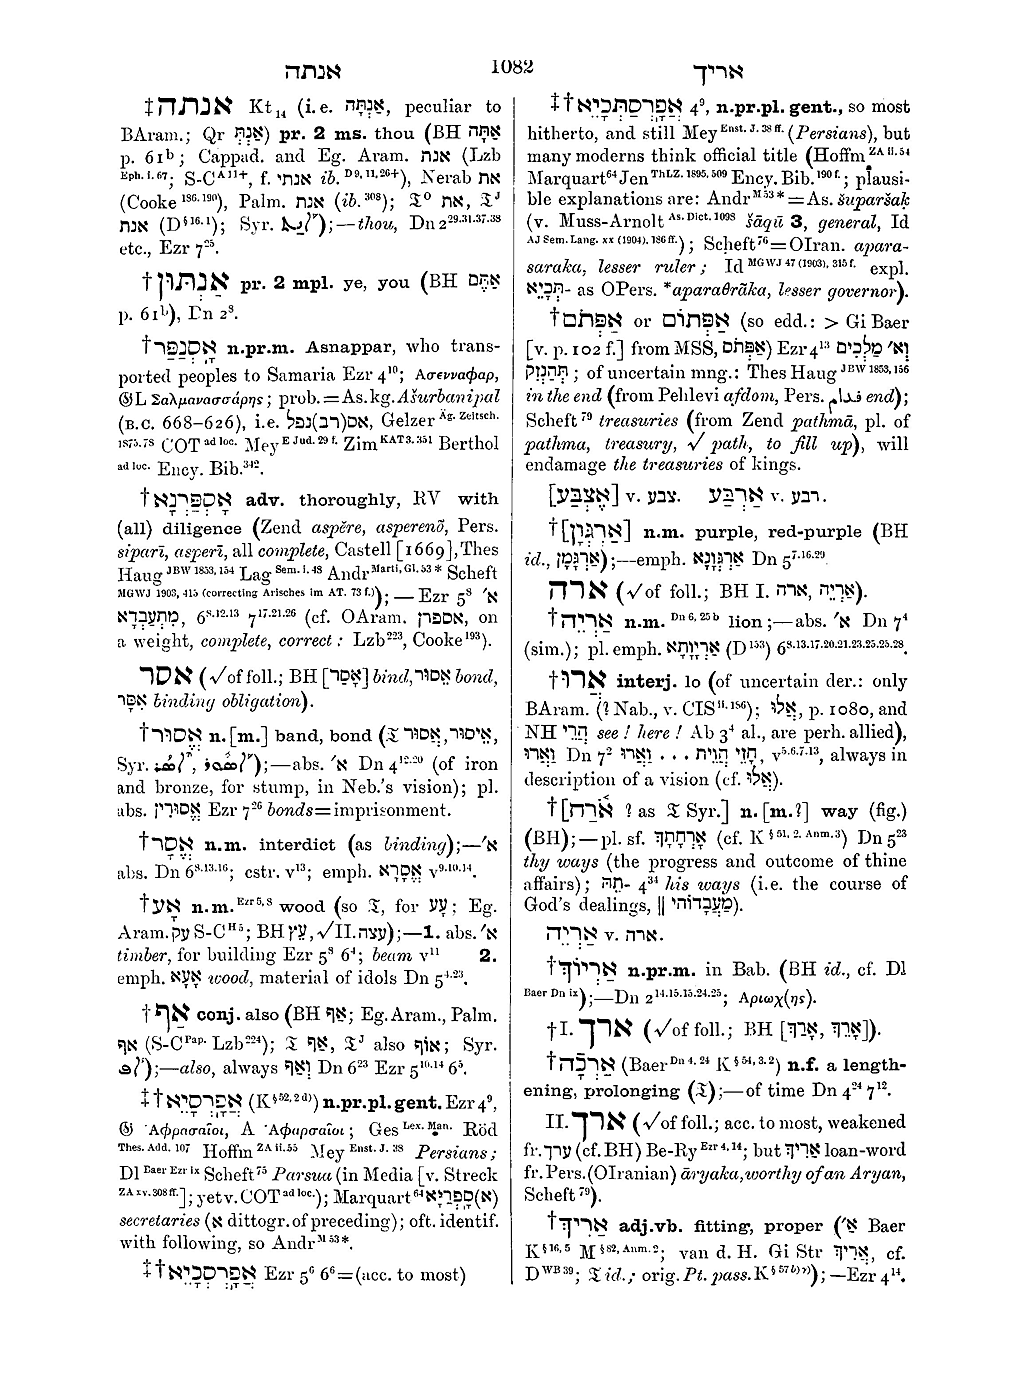 אנתה
1082
אריך
‡אנתה Kt₁₄ (i.e. אַנְתָּה, peculiar to
BAram.; Qr אַנְתְּ) pr. 2 ms. thou (BH אַתָּה
p. 61ᵇ; Cappad. and Eg. Aram. אנת (Lzb
Eph. i. 67; S-C A 11+, f. אנתי ib. D 9, 11, 26+), Nerab את
(Cooke 186. 190), Palm. אנת (ib. 308); 𝔗O את, 𝔗J
אנת (D § 16. 1); Syr.);—thou, Dn 2 29.31.37.38
etc., Ezr 7 25.
†אַנְתּוּן pr. 2 mpl. ye, you (BH אַתֶּם
p. 61ᵇ), Dn 2 8.
†אָסְנַפַּר n.pr.m. Asnappar, who trans-
ported peoples to Samaria Ezr 4 10; Ασενναφαρ,
𝔊L Σαλμανασσάρης; prob.=As. kg. Ašurbanipal
(B.C. 668–626), i.e. אס(רב)נפל, Gelzer Äg. Zeitsch.
1875. 78 COT ad loc. Mey E Jud. 29 f. Zim KAT 3. 351 Berthol
ad loc. Ency. Bib. 342.
†אָסְפַּרְנָא adv. thoroughly, RV with
(all) diligence (Zend aspĕre, asperenō, Pers.
siparī, asperī, all complete, Castell [1669], Thes
Haug JBW 1853, 154 Lag Sem. i. 48 Andr Marti, Gl. 53 * Scheft
MGWJ 1903, 415 (correcting Arisches im AT. 73 f.));—Ezr 5 8 א׳
מִתְעַבְדָא, 6 8.12.13 7 17.21.26 (cf. OAram. אספרן, on
a weight, complete, correct: Lzb 223, Cooke 193).
אסר (√of foll.; BH [אָסַר] bind, אֵסוּר bond,
אִסָּר binding obligation).
†אֱסוּר n.[m.] band, bond (𝔗 אֱסוּר, אִיסוּר,
Syr.);—abs. א׳ Dn 4 12.20 (of iron
and bronze, for stump, in Neb.'s vision); pl.
abs. אֱסוּרִין Ezr 7 26 bonds=imprisonment.
†אֱסָר n.m. interdict (as binding);—א׳
abs. Dn 6 8.13.16; cstr. v 13; emph. אֱסָרָא v 9.10.14.
†אָע n.m. Ezr 5, 8 wood (so 𝔗, for עָע; Eg.
Aram. עק S-C H 5; BH עֵץ, √II. עצה);—1. abs. א׳
timber, for building Ezr 5 8 6 4; beam v 11 2.
emph. אָעָא wood, material of idols Dn 5 4.23.
†אַף conj. also (BH אַף; Eg. Aram., Palm.
אף (S-C Pap. Lzb 224); 𝔗 אַף, 𝔗J also אוֹף; Syr.
);—also, always וְאַף Dn 6 23 Ezr 5 10.14 6 5.
‡†אֲפָרְסָיֵא (K § 52, 2 d)) n.pr.pl.gent. Ezr 4 9,
𝔊 Ἀφρασαῖοι, A Ἀφαρσαῖοι; Ges Lex. Man. Röd
Thes. Add. 107 Hoffm ZA ii. 55 Mey Enst. J. 38 Persians;
Dl Baer Ezr ix Scheft 75 Parsua (in Media [v. Streck
ZA xv. 308 ff.]; yet v. COT ad loc.); Marquart 64 (א)סָפְרַיָּא
secretaries (א dittogr. of preceding); oft. identif.
with following, so Andr M 53 *.
‡†אֲפַרְסְכָיֵא Ezr 5 6 6 6=(acc. to most)
‡†אֲפַרְסַתְכָיֵא 4 9, n.pr.pl. gent., so most
hitherto, and still Mey Enst. J. 38 ff. (Persians), but
many moderns think official title (Hoffm ZA ii. 54
Marquart 64 Jen ThLZ. 1895, 509 Ency. Bib. 190 f.; plausi-
ble explanations are: Andr M 53 *=As. šuparšaḳ
(v. Muss-Arnolt As. Dict. 1098 šāqū 3, general, Id
AJ Sem. Lang. xx (1904), 186 ff.); Scheft 76=OIran. apara-
saraka, lesser ruler; Id MGWJ 47 (1903), 315 f. expl.
תְּכָיֵא- as OPers. *aparaθrāka, lesser governor).
†אַפְּתוֹם or אַפְּתֹם (so edd.: > Gi Baer
[v. p. 102 f.] from MSS, אַפְּתֹם) Ezr 4 13 וְא׳ מַלְכִים
תְּהַנְזִק; of uncertain mng.: Thes Haug JBW 1853, 156
in the end (from Pehlevi afdom, Pers. فدام end);
Scheft 79 treasuries (from Zend pathmā, pl. of
pathma, treasury, √ path, to fill up), will
endamage the treasuries of kings.
[אֶצְבַּע] v. צבע. אַרְבַּע v. רבע.
†[אַרְגְּוָן] n.m. purple, red-purple (BH
id., אַרְגָּמָן);—emph. אַרְגְּוָנָא Dn 5 7.16.29.
ארה (√of foll.; BH I. ארה, אַרְיֵה, אֲרִי).
†אַרְיֵה n.m. Dn 6, 25 b lion;—abs. א׳ Dn 7 4
(sim.); pl. emph. אַרְיָוָתָא (D 153) 6 8.13.17.20.21.23.25.25.28.
†אֲרוּ interj. lo (of uncertain der.: only
BAram. (? Nab., v. CIS ii. 186); אֲלוּ, p. 1080, and
NH הֲרֵי see! here! Ab 3 4 al., are perh. allied),
חָזֵה הֲוֵית . . . וַאֲרוּ Dn 7 2 וַאֲרוּ, v 5.6.7.13, always in
description of a vision (cf. אֲלוּ).
†[אֹרַח ? as 𝔗 Syr.] n. [m.?] way (fig.)
(BH);—pl. sf. אֹרְחָתָךְ (cf. K § 51, 2. Anm. 3) Dn 5 23
thy ways (the progress and outcome of thine
affairs); תֵהּ- 4 34 his ways (i.e. the course of
God's dealings, ‖ מַעֲבָדוֹהִי).
אַרְיֵה v. ארה.
†אַרְיוֹךְ n.pr.m. in Bab. (BH id., cf. Dl
Baer Dn ix);—Dn 2 14.15.15.24.25; Αριωχ(ης).
†I. ארך (√of foll.; BH [אָרֵךְ, אָרַךְ]).
†אַרְכָה (Baer Dn 4, 24 K § 54, 3. 2) n.f. a length-
ening, prolonging (𝔗);—of time Dn 4 24 7 12.
II. ארך (√of foll.; acc. to most, weakened
fr. ערך (cf. BH) Be-Ry Ezr 4, 14; but אֲרִיךְ loan-word
fr. Pers. (OIranian) āryaka, worthy of an Aryan,
Scheft 79).
†אֲרִיךְ adj.vb. fitting, proper (א׳ Baer
K § 16, 5 M § 82, Anm. 2; van d. H. Gi Str אֲרִיךְ, cf.
D WB 39; 𝔗 id.; orig. Pt. pass. K § 57 b) γ));—Ezr 4 14.